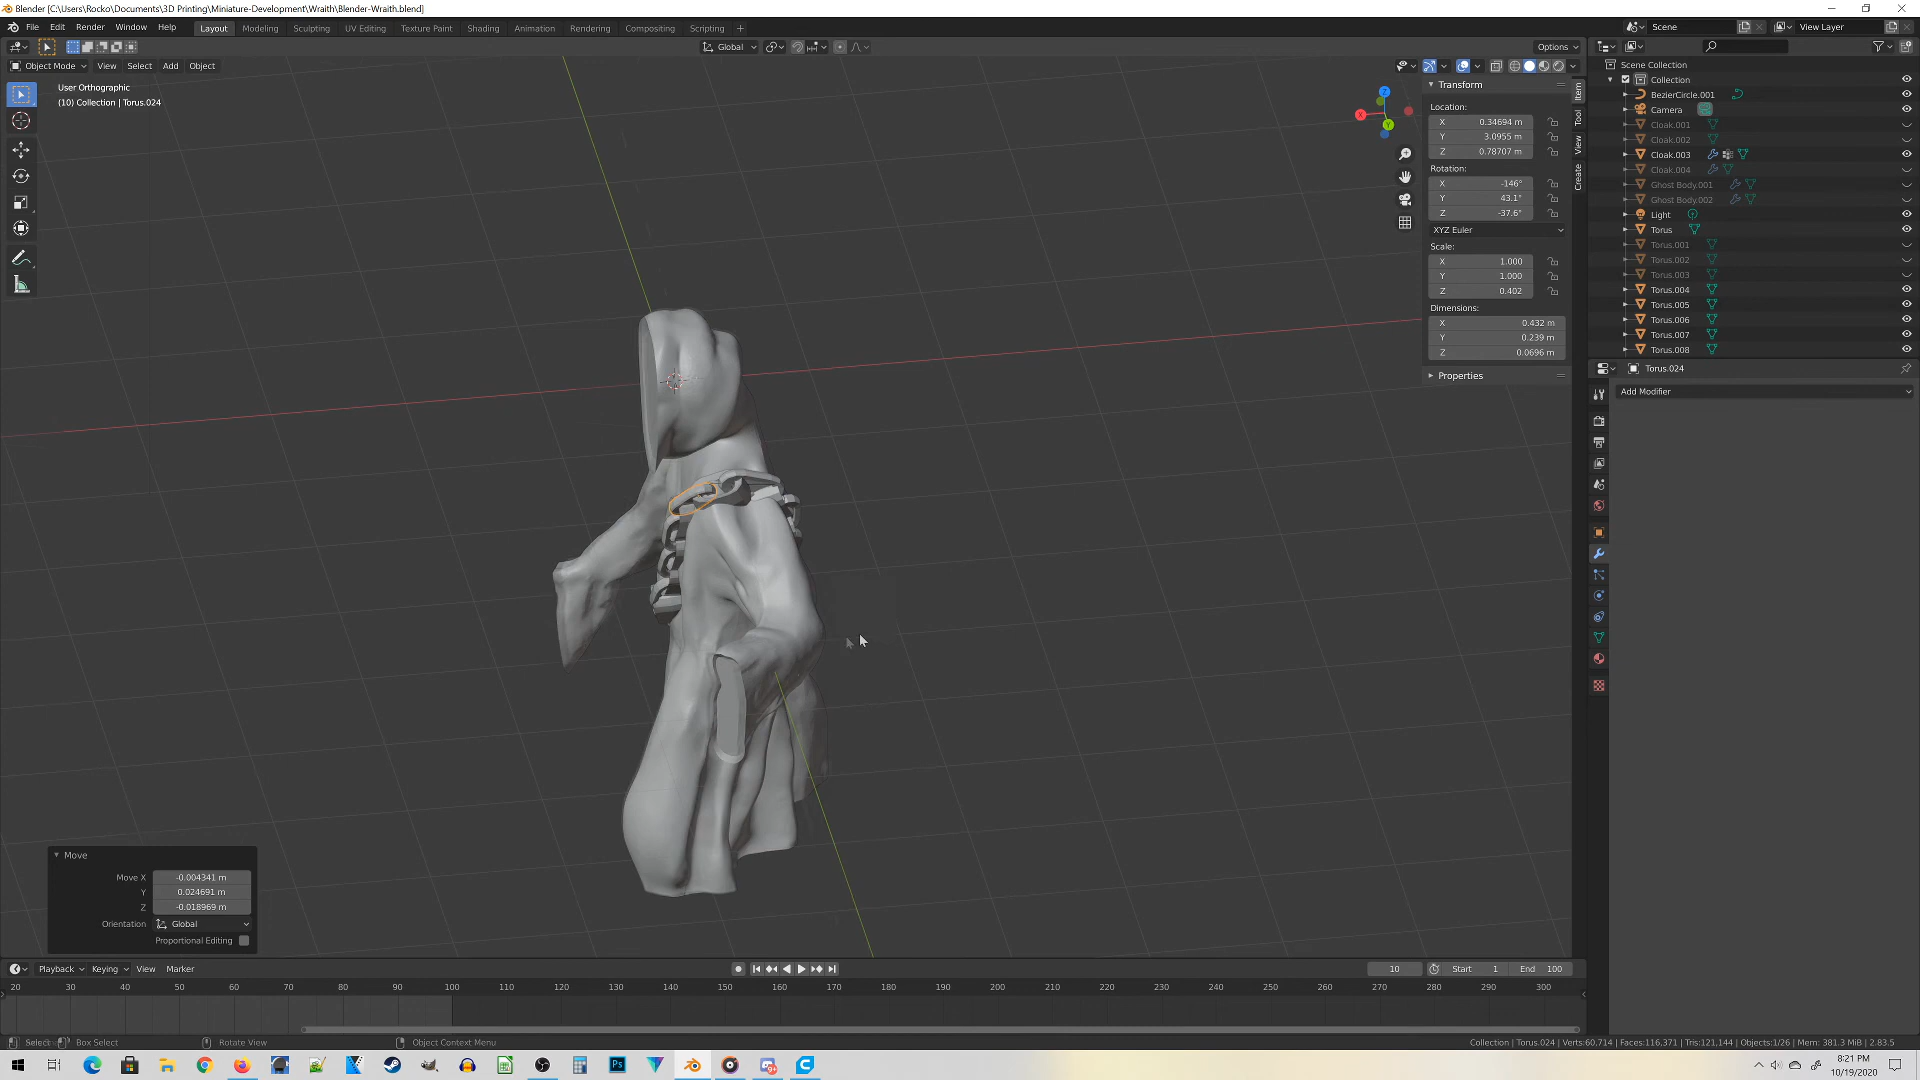 Blender [C:\Users\Rocko\Documents\3D Printing\Miniature-Development\Wraith\Blender-Wraith.blend]
File Edit Render Window Help
Layout Modeling Sculpting UV Editing Texture Paint Shading Animation Rendering Compositing Scripting +
Scene
View Layer
Global
Options
Object Mode View Select Add Object
User Orthographic
(10) Collection | Torus.024
Transform
Location:
X 0.34694 m
Y 3.0955 m
Z 0.78707 m
Rotation:
X -146°
Y 43.1°
Z -37.6°
XYZ Euler
Scale:
X 1.000
Y 1.000
Z 0.402
Dimensions:
X 0.432 m
Y 0.239 m
Z 0.0696 m
Properties
Item
Tool
View
Create
X
Y
Z
Scene Collection
Collection
BezierCircle.001
Camera
Cloak.001
Cloak.002
Cloak.003
Cloak.004
Ghost Body.001
Ghost Body.002
Light
Torus
Torus.001
Torus.002
Torus.003
Torus.004
Torus.005
Torus.006
Torus.007
Torus.008
Torus.024
Add Modifier
Move
Move X -0.004341 m
Y 0.024691 m
Z -0.018969 m
Orientation Global
Proportional Editing
Playback Keying View Marker
10 Start 1 End 100
20 30 40 50 60 70 80 90 100 110 120 130 140 150 160 170 180 190 200 210 220 230 240 250 260 270 280 290 300
Select Box Select Rotate View Object Context Menu
Collection | Torus.024 | Verts:60,714 | Faces:116,371 | Tris:121,144 | Objects:1/26 | Mem: 381.3 MiB | 2.83.5
8:21 PM
10/19/2020